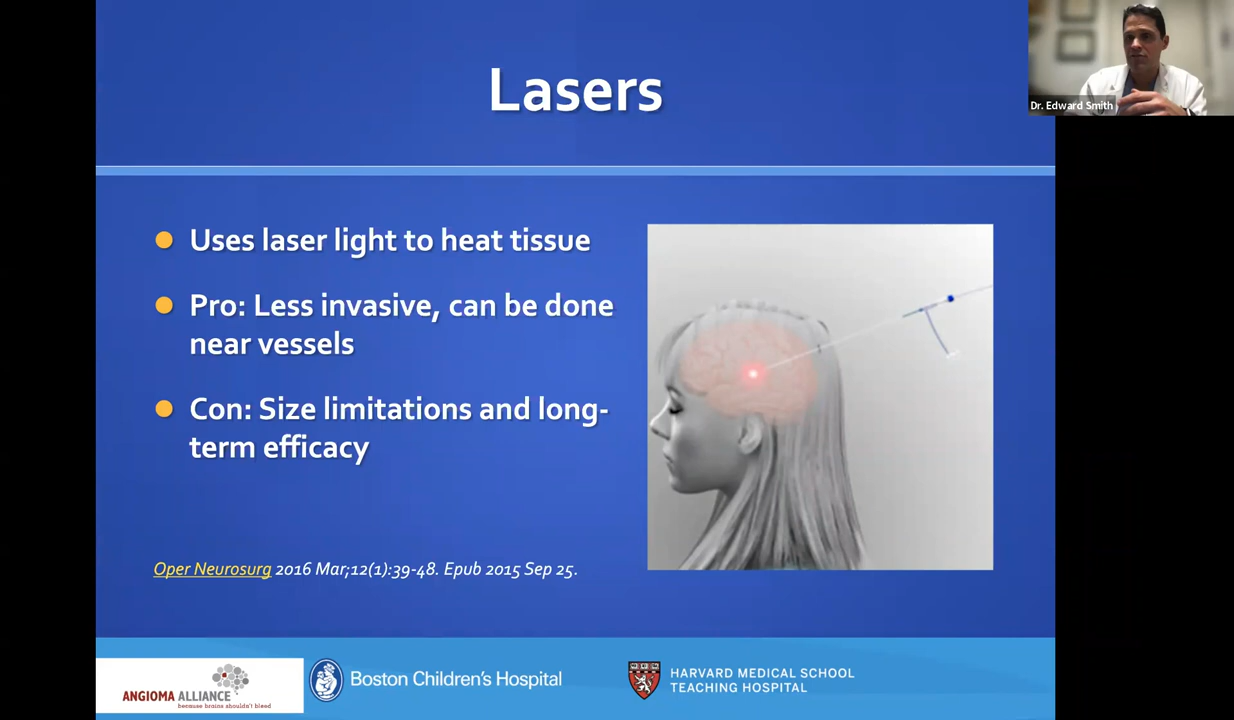 Lasers
Dr. Edward Smith
Uses laser light to heat tissue
Pro: Less invasive, can be done
near vessels
Con: Size limitations and long-
term efficacy
Oper Neurosurg 2016 Mar;12(1):39-48. Epub 2015 Sep 25.
ANGIOMA ALLIANCE
because brains shouldn't bleed
Boston Children's Hospital
HARVARD MEDICAL SCHOOL
TEACHING HOSPITAL